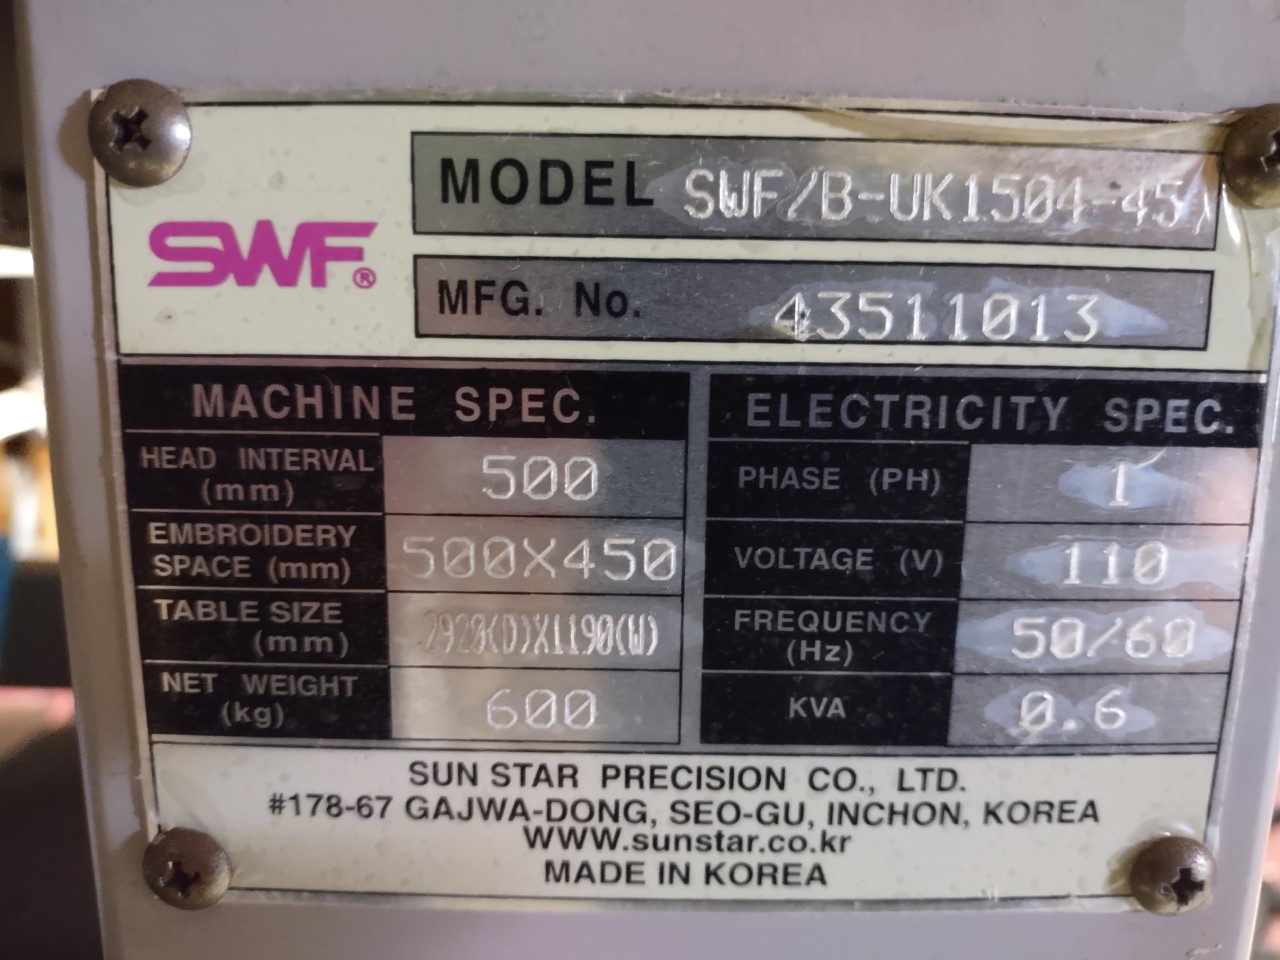 SWF®
MODEL SWF/B-UK1504-45
MFG. No. 43511013
MACHINE SPEC.
HEAD INTERVAL (mm) 500
EMBROIDERY SPACE (mm) 500X450
TABLE SIZE (mm) 2920(D)X1190(W)
NET WEIGHT (kg) 600
ELECTRICITY SPEC.
PHASE (PH) 1
VOLTAGE (V) 110
FREQUENCY (Hz) 50/60
KVA 0.6
SUN STAR PRECISION CO., LTD.
#178-67 GAJWA-DONG, SEO-GU, INCHON, KOREA
WWW.sunstar.co.kr
MADE IN KOREA